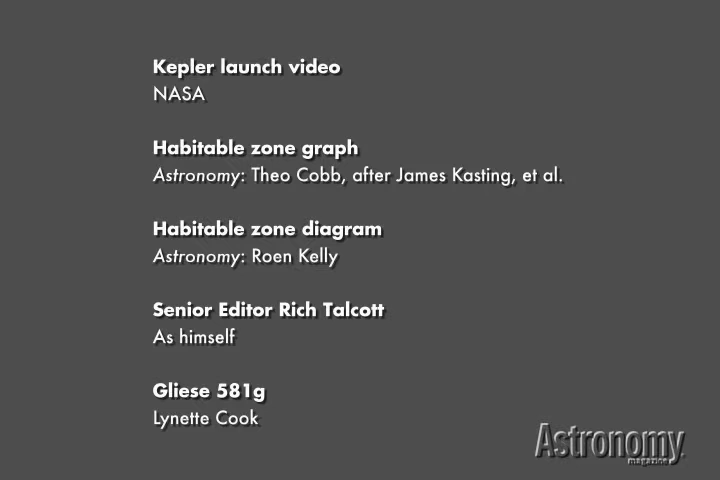 Kepler launch video
NASA
Habitable zone graph
Astronomy: Theo Cobb, after James Kasting, et al.
Habitable zone diagram
Astronomy: Roen Kelly
Senior Editor Rich Talcott
As himself
Gliese 581g
Lynette Cook
Astronomy
magazine